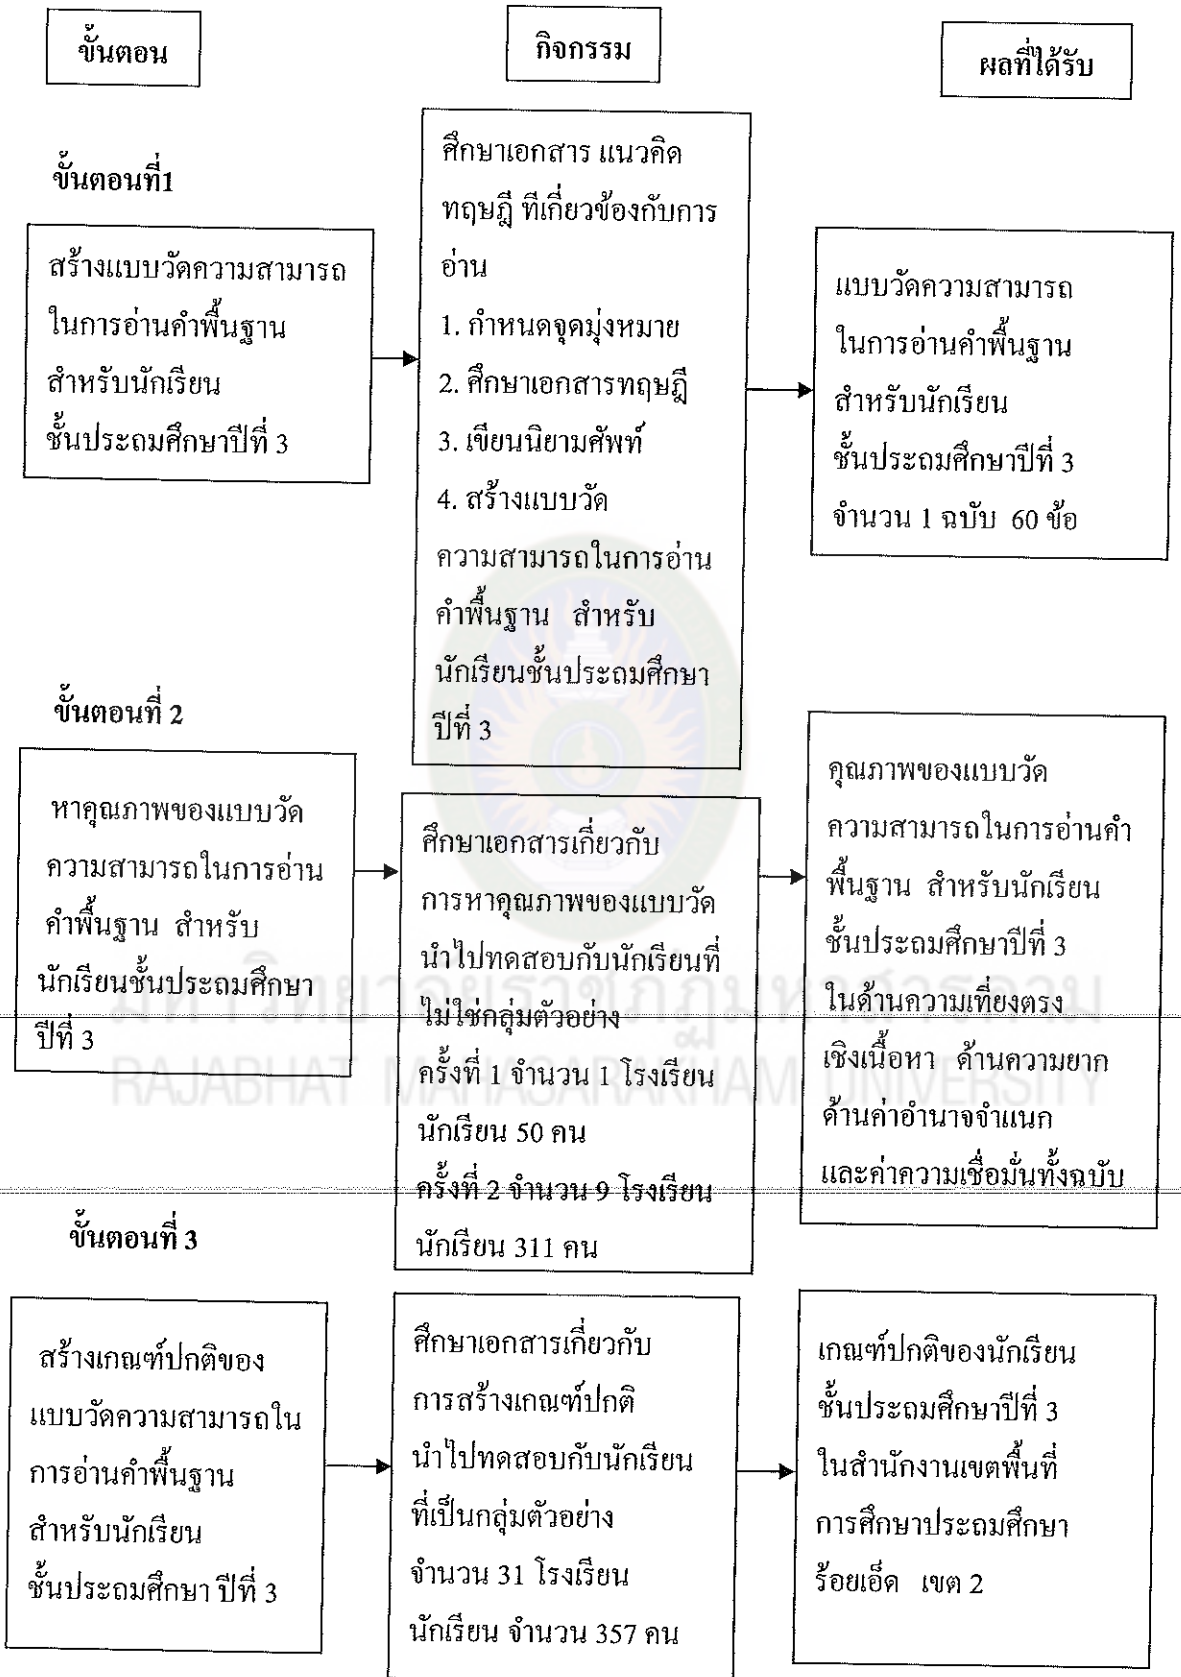 ขั้นตอน
กิจกรรม
ผลที่ได้รับ
ขั้นตอนที่1
สร้างแบบวัดความสามารถ
ในการอ่านคำพื้นฐาน
สำหรับนักเรียน
ชั้นประถมศึกษาปีที่ 3
ศึกษาเอกสาร แนวคิด
ทฤษฎี ทีเกี่ยวข้องกับการ
อ่าน
1. กำหนดจุดมุ่งหมาย
2. ศึกษาเอกสารทฤษฎี
3. เขียนนิยามศัพท์
4. สร้างแบบวัด
ความสามารถในการอ่าน
คำพื้นฐาน สำหรับ
นักเรียนชั้นประถมศึกษา
ปีที่ 3
แบบวัดความสามารถ
ในการอ่านคำพื้นฐาน
สำหรับนักเรียน
ชั้นประถมศึกษาปีที่ 3
จำนวน 1 ฉบับ 60 ข้อ
ขั้นตอนที่ 2
หาคุณภาพของแบบวัด
ความสามารถในการอ่าน
คำพื้นฐาน สำหรับ
นักเรียนชั้นประถมศึกษา
ปีที่ 3
ศึกษาเอกสารเกี่ยวกับ
การหาคุณภาพของแบบวัด
นำไปทดสอบกับนักเรียนที่
ไม่ใช่กลุ่มตัวอย่าง
ครั้งที่ 1 จำนวน 1 โรงเรียน
นักเรียน 50 คน
ครั้งที่ 2 จำนวน 9 โรงเรียน
นักเรียน 311 คน
คุณภาพของแบบวัด
ความสามารถในการอ่านคำ
พื้นฐาน สำหรับนักเรียน
ชั้นประถมศึกษาปีที่ 3
ในด้านความเที่ยงตรง
เชิงเนื้อหา ด้านความยาก
ด้านค่าอำนาจจำแนก
และค่าความเชื่อมั่นทั้งฉบับ
มหาวิทยาลัยราชภัฏมหาสารคาม
RAJABHAT MAHASARAKHAM UNIVERSITY
ขั้นตอนที่ 3
สร้างเกณฑ์ปกติของ
แบบวัดความสามารถใน
การอ่านคำพื้นฐาน
สำหรับนักเรียน
ชั้นประถมศึกษา ปีที่ 3
ศึกษาเอกสารเกี่ยวกับ
การสร้างเกณฑ์ปกติ
นำไปทดสอบกับนักเรียน
ที่เป็นกลุ่มตัวอย่าง
จำนวน 31 โรงเรียน
นักเรียน จำนวน 357 คน
เกณฑ์ปกติของนักเรียน
ชั้นประถมศึกษาปีที่ 3
ในสำนักงานเขตพื้นที่
การศึกษาประถมศึกษา
ร้อยเอ็ด เขต 2